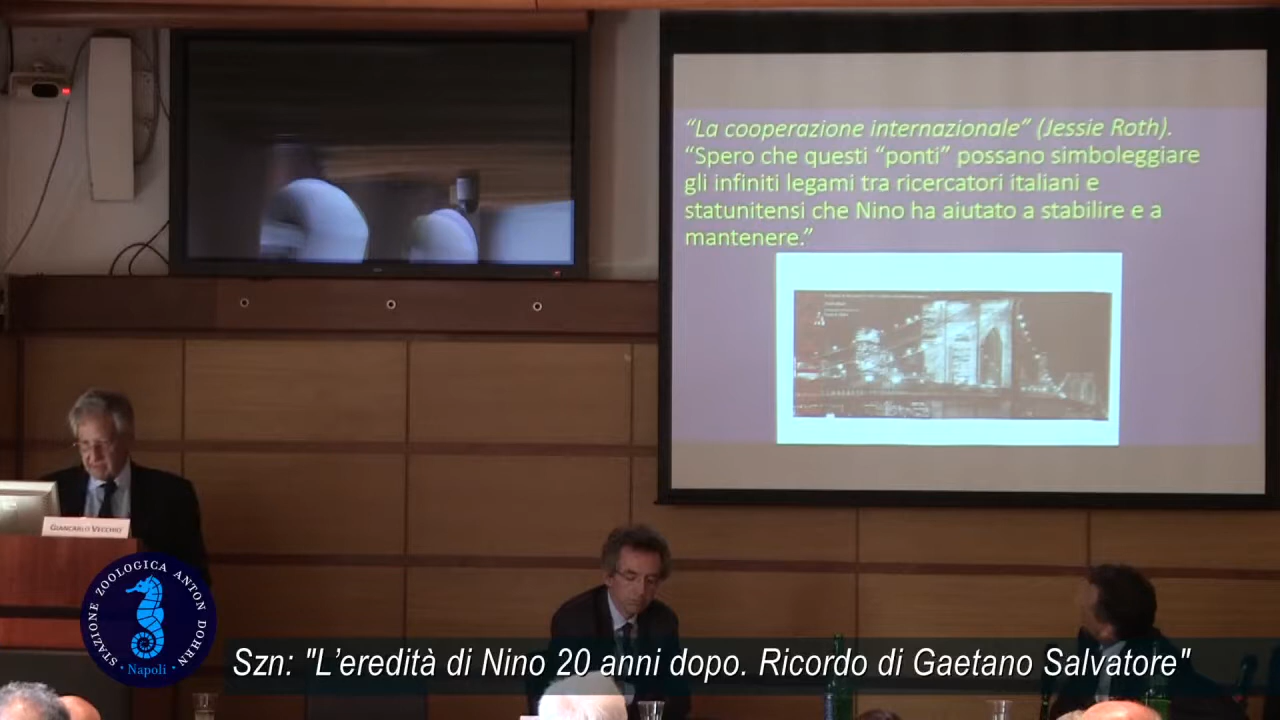 “La cooperazione internazionale” (Jessie Roth).
“Spero che questi “ponti” possano simboleggiare
gli infiniti legami tra ricercatori italiani e
statunitensi che Nino ha aiutato a stabilire e a
mantenere.”
GIANCARLO VECCHIO
STAZIONE ZOOLOGICA ANTON DOHRN
• Napoli •
Szn: "L’eredità di Nino 20 anni dopo. Ricordo di Gaetano Salvatore"